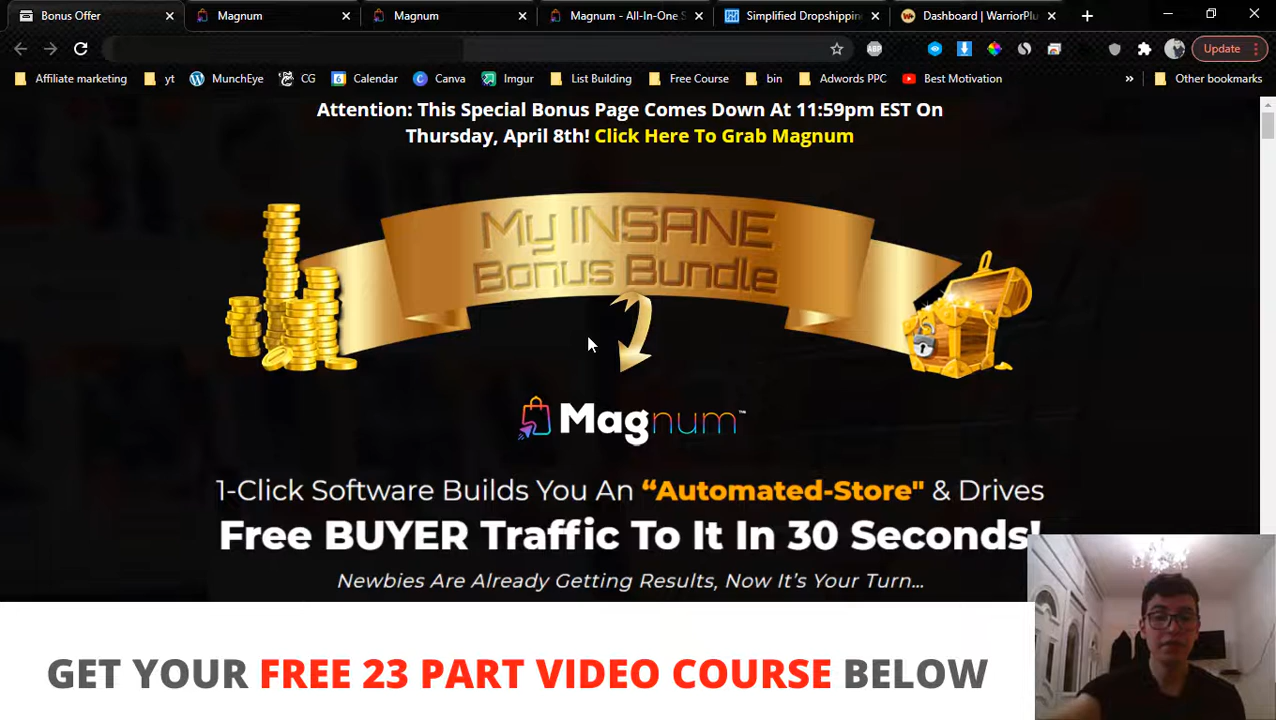 Bonus Offer
Magnum
Magnum
Magnum - All-In-One S
Simplified Dropshippin
Dashboard | WarriorPlu
ABP
Update
Affiliate marketing
yt
MunchEye
CG
6 Calendar
Canva
Imgur
List Building
Free Course
bin
Adwords PPC
Best Motivation
Other bookmarks
Attention: This Special Bonus Page Comes Down At 11:59pm EST On
Thursday, April 8th! Click Here To Grab Magnum
My INSANE
Bonus Bundle
Magnum™
1-Click Software Builds You An “Automated-Store" & Drives
Free BUYER Traffic To It In 30 Seconds!
Newbies Are Already Getting Results, Now It’s Your Turn...
GET YOUR FREE 23 PART VIDEO COURSE BELOW